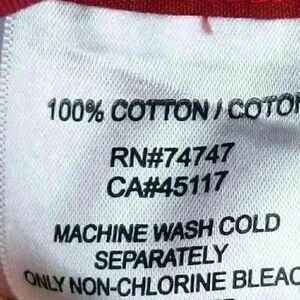 100% COTTON / COTON
RN#74747
CA#45117
MACHINE WASH COLD
SEPARATELY
ONLY NON-CHLORINE BLEAC